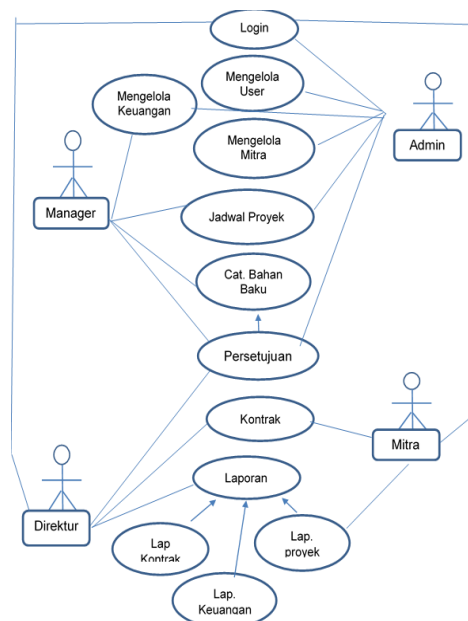 Login
Mengelola
User
Mengelola
Keuangan
Admin
Mengelola
Mitra
Manager
Jadwal Proyek
Cat. Bahan
Baku
Persetujuan
Kontrak
Mitra
Laporan
Direktur
Lap
Kontrak
Lap.
proyek
Lap.
Keuangan